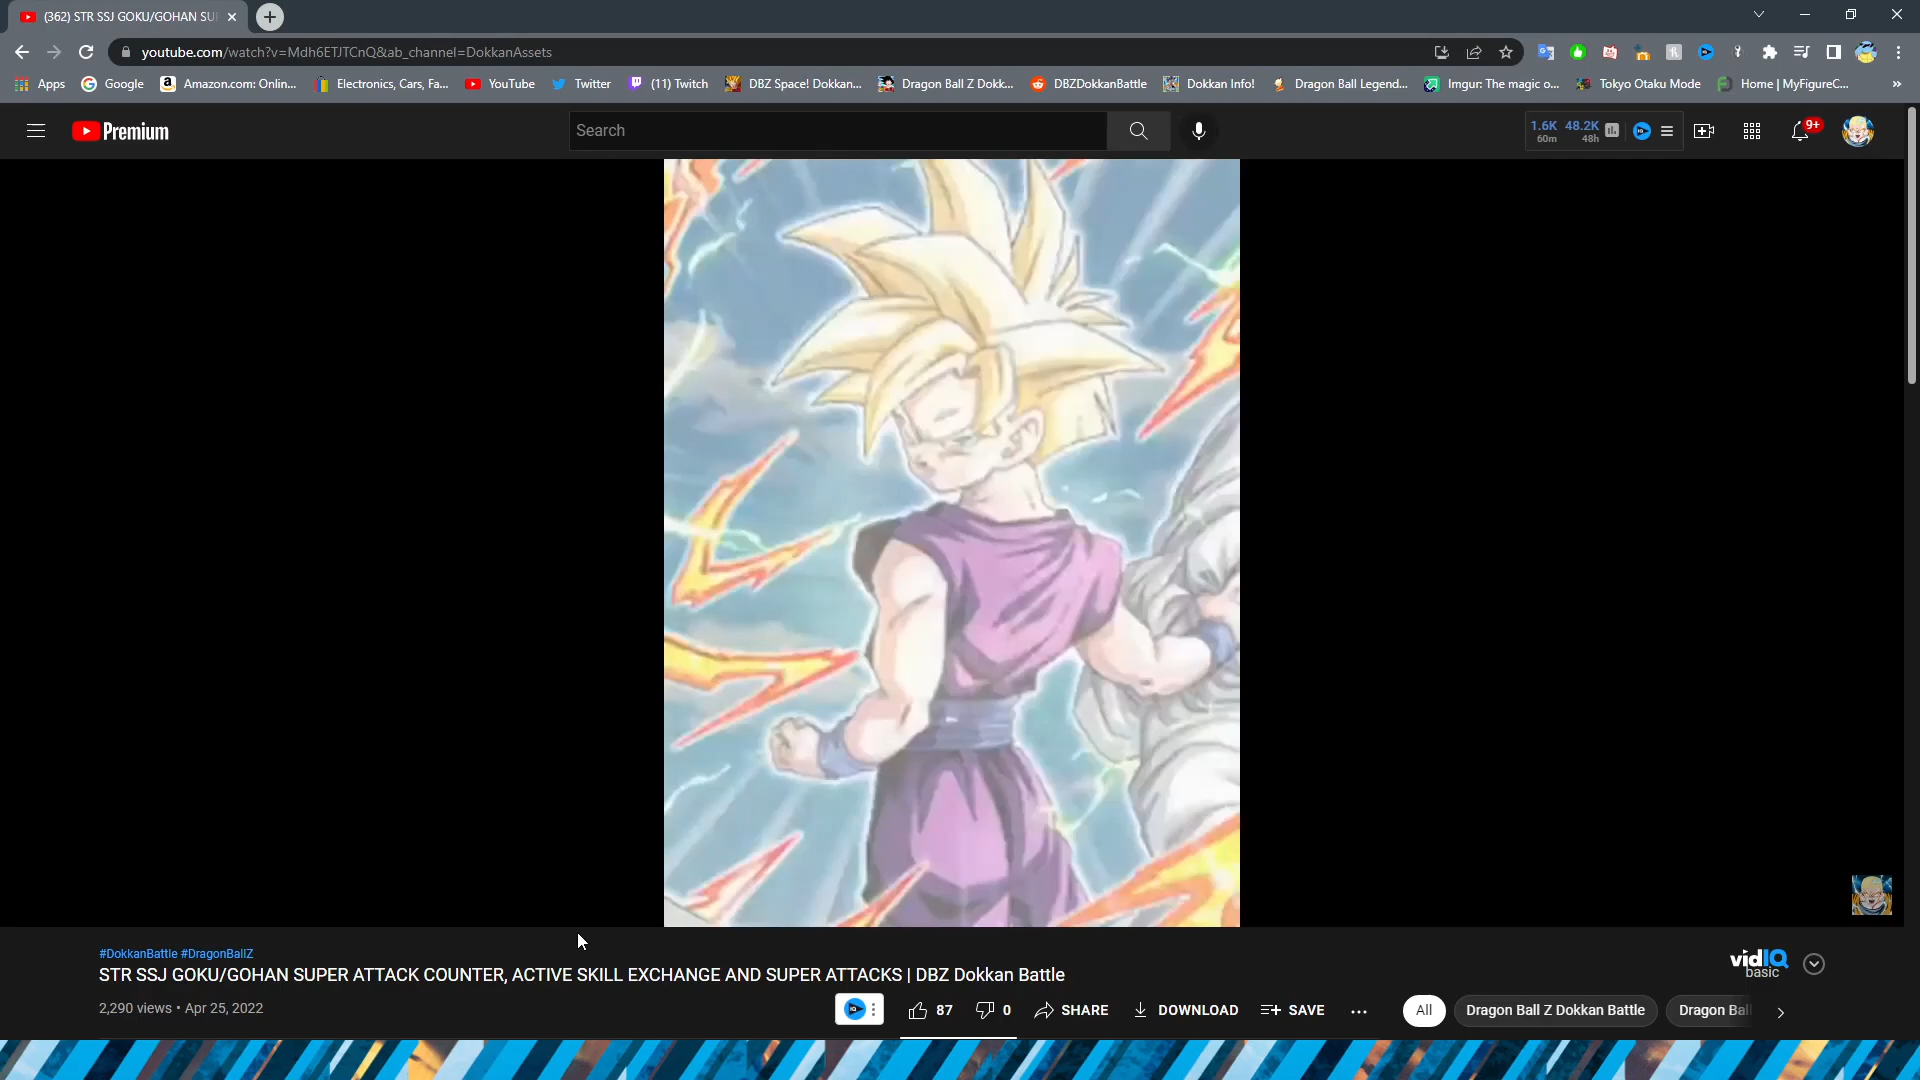 (362) STR SSJ GOKU/GOHAN SU
youtube.com/watch?v=Mdh6ETJTCnQ&ab_channel=DokkanAssets
Apps Google Amazon.com: Onlin... Electronics, Cars, Fa... YouTube Twitter (11) Twitch DBZ Space! Dokkan... Dragon Ball Z Dokk... DBZDokkanBattle Dokkan Info! Dragon Ball Legend... Imgur: The magic o... Tokyo Otaku Mode Home | MyFigureC... »
Premium Search 1.6K 48.2K 9+
60m 48h
#DokkanBattle #DragonBallZ
STR SSJ GOKU/GOHAN SUPER ATTACK COUNTER, ACTIVE SKILL EXCHANGE AND SUPER ATTACKS | DBZ Dokkan Battle
vidIQ
basic
2,290 views • Apr 25, 2022
87 0 SHARE DOWNLOAD SAVE ... All Dragon Ball Z Dokkan Battle Dragon Ball